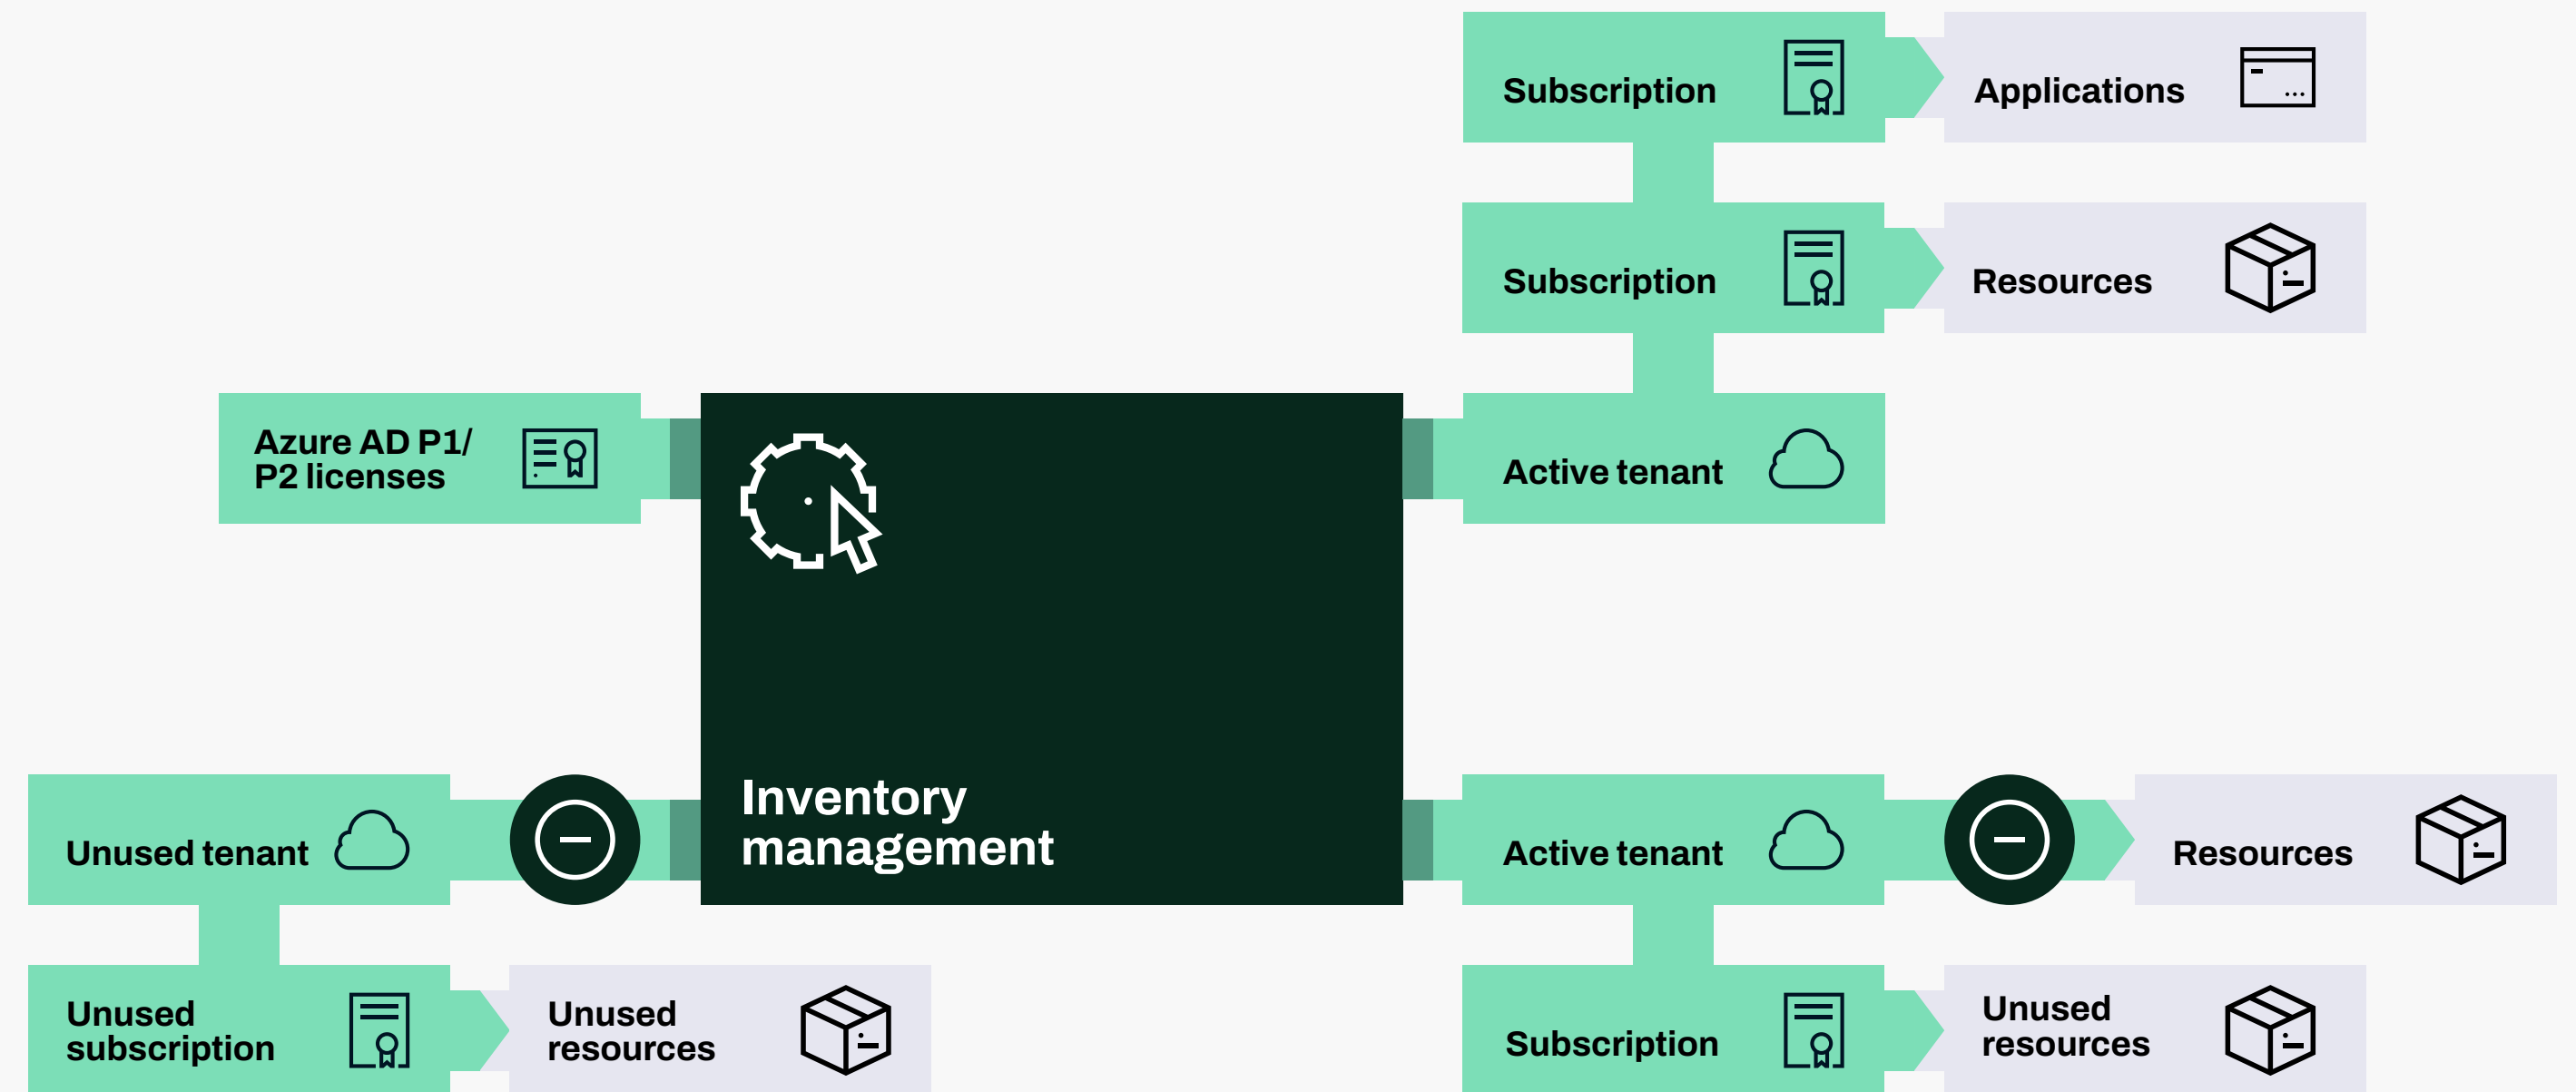 Subscription
Applications
Subscription
Resources
Azure AD P1/
P2 licenses
Active tenant
Inventory
management
Unused tenant
Active tenant
Resources
Unused
subscription
Unused
resources
Subscription
Unused
resources